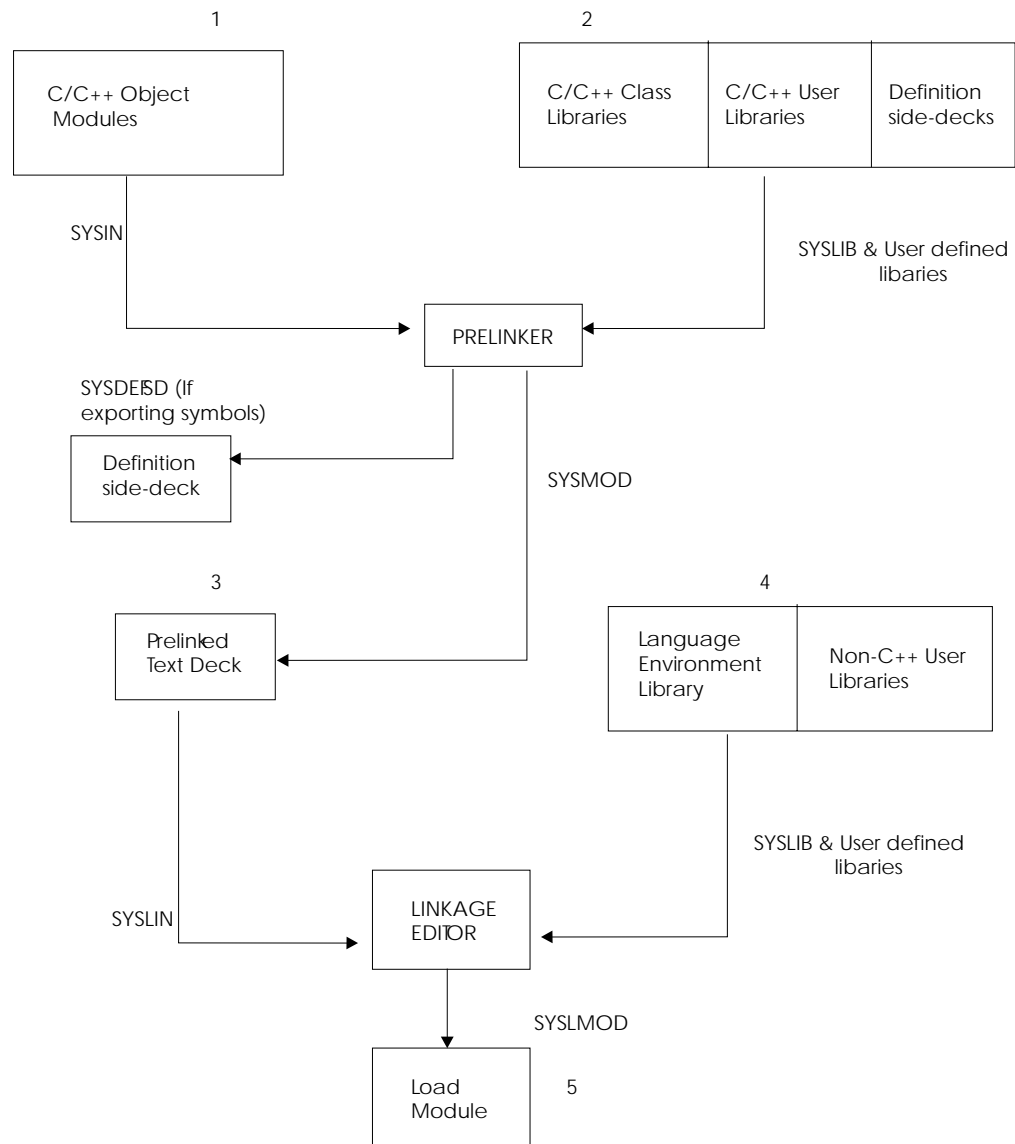 1
2
C/C++ Object
Modules
C/C++ Class
Libraries
C/C++ User
Libraries
Definition
side-decks
SYSIN
SYSLIB & User defined
libaries
PRELINKER
SYSDEFSD (If
exporting symbols)
Definition
side-deck
SYSMOD
3
4
Prelinked
Text Deck
Language
Environment
Library
Non-C++ User
Libraries
SYSLIB & User defined
libaries
SYSLIN
LINKAGE
EDITOR
SYSLMOD
Load
Module
5